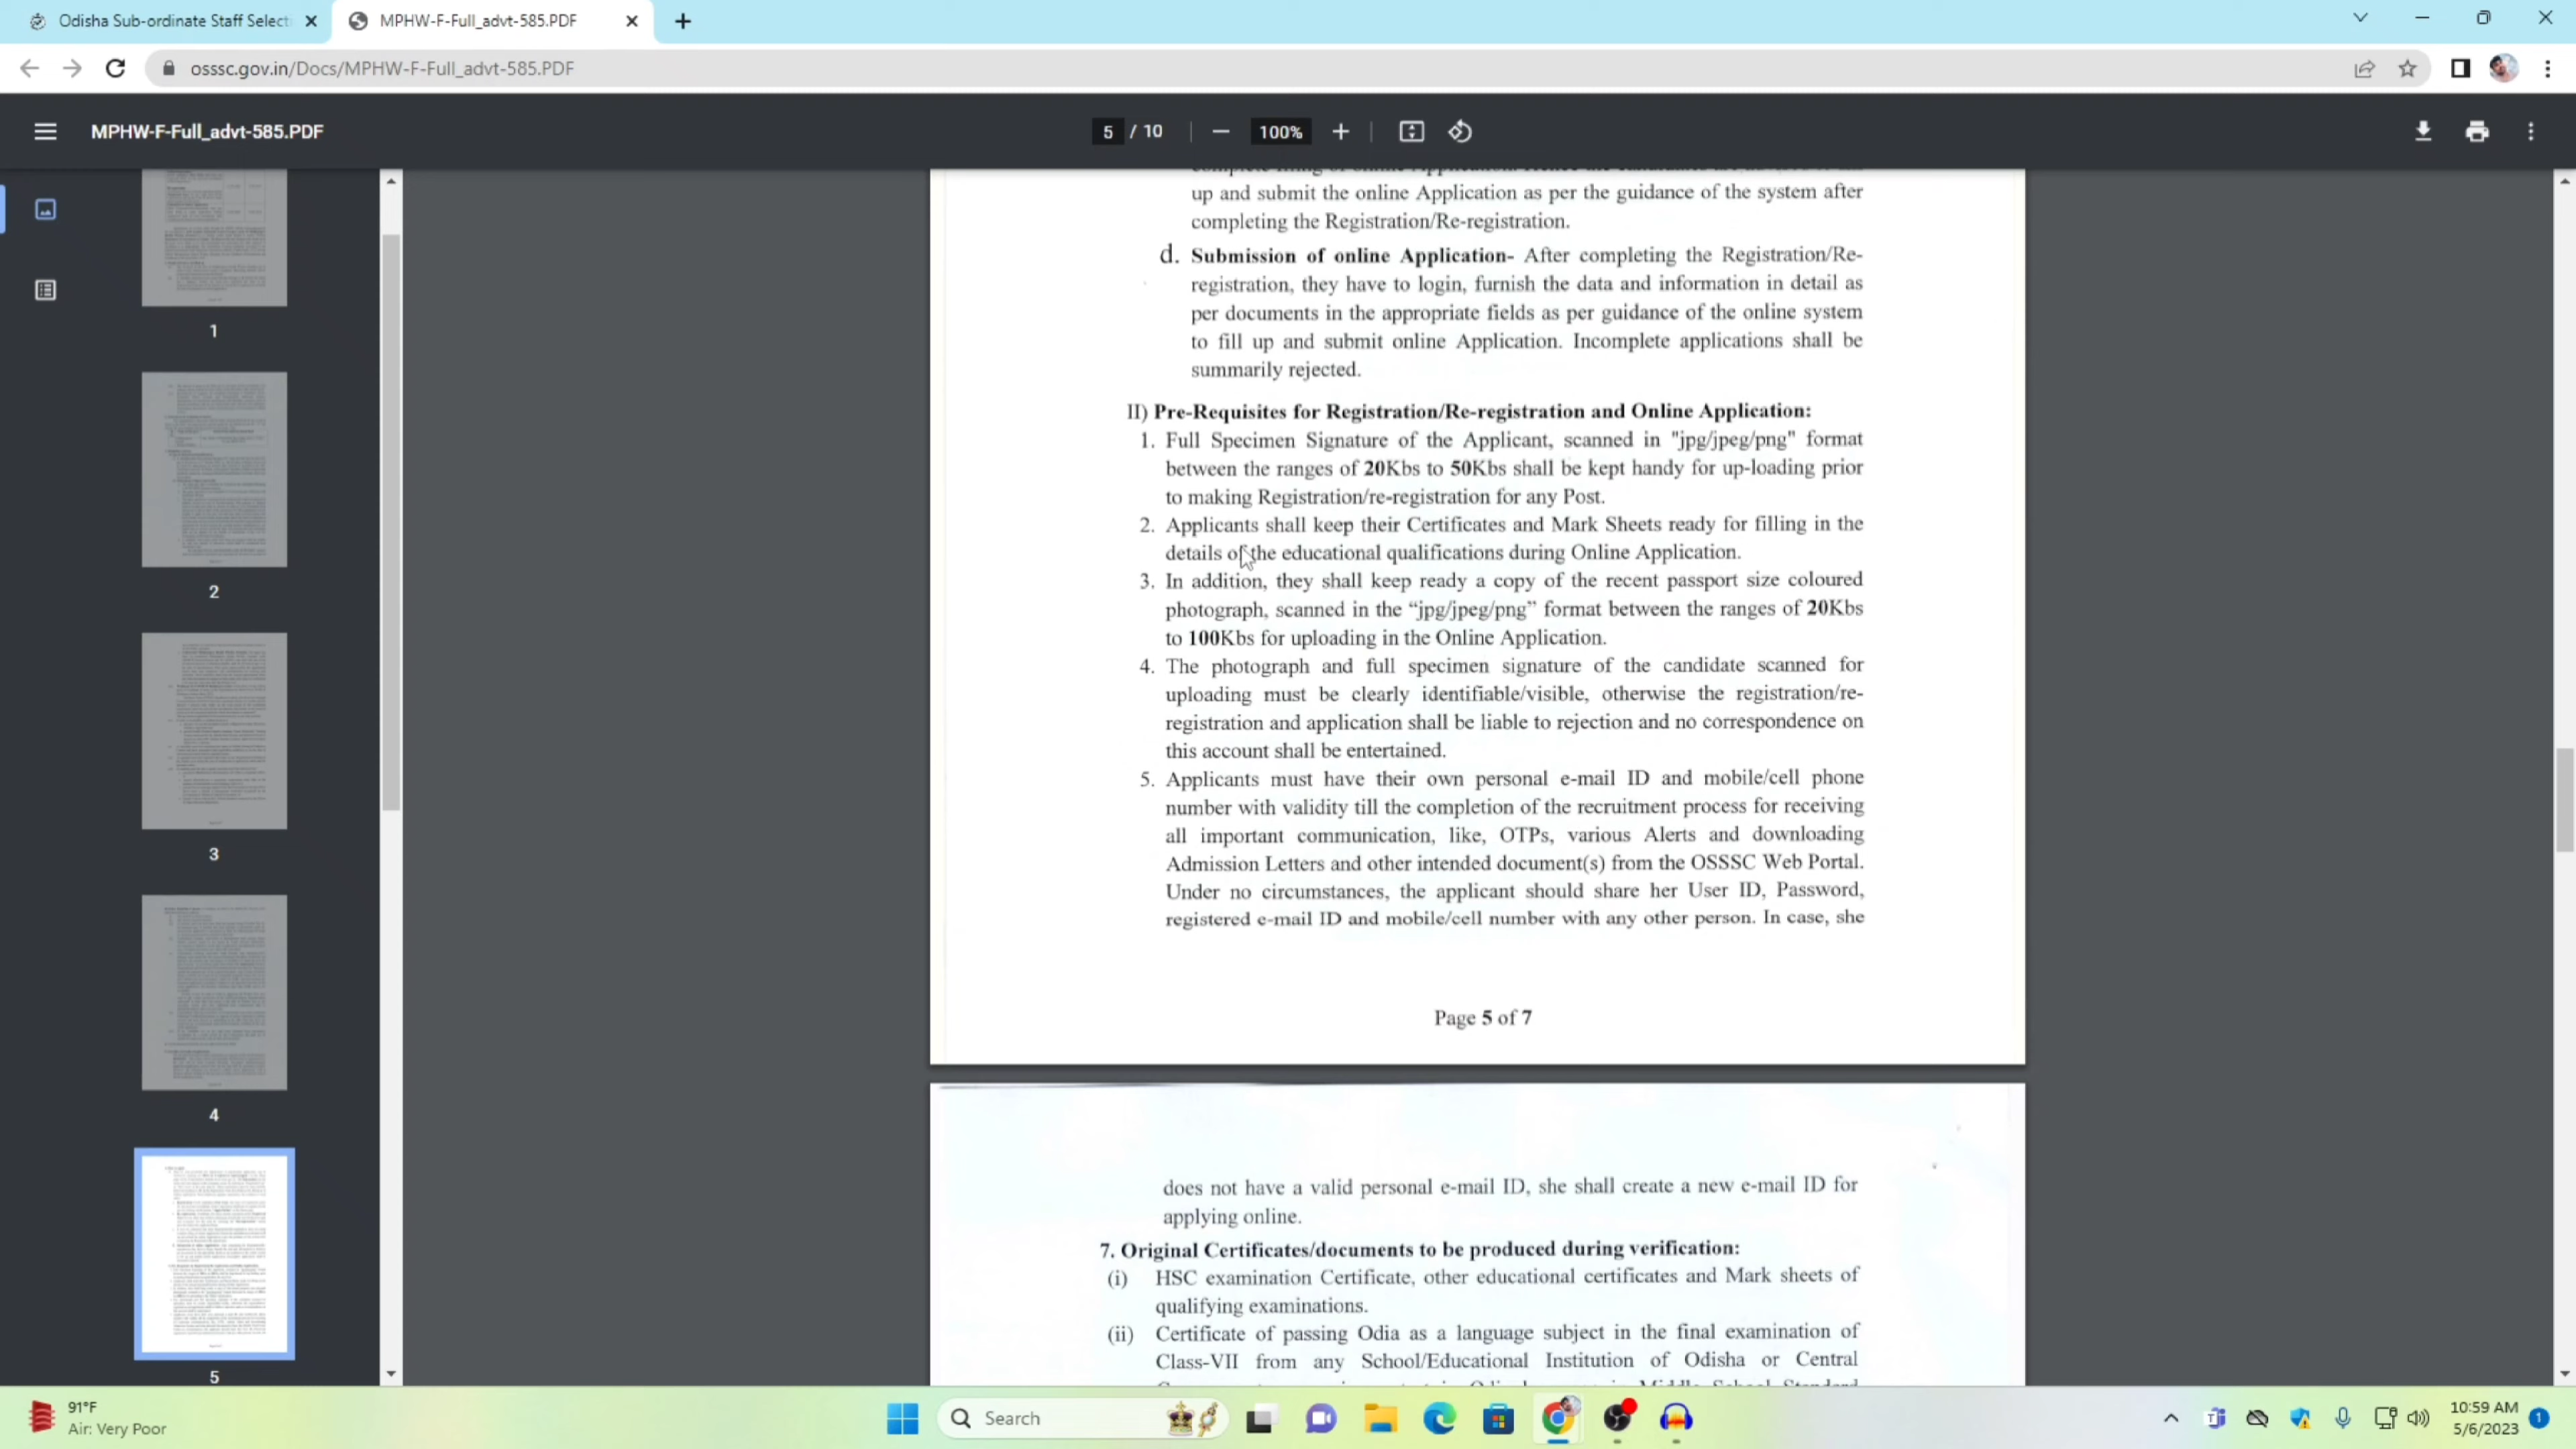 Odisha Sub-ordinate Staff Select
MPHW-F-Full_advt-585.PDF
osssc.gov.in/Docs/MPHW-F-Full_advt-585.PDF
MPHW-F-Full_advt-585.PDF
5 / 10
100%
1
2
3
4
5
up and submit the online Application as per the guidance of the system after
completing the Registration/Re-registration.
d. Submission of online Application- After completing the Registration/Re-
registration, they have to login, furnish the data and information in detail as
per documents in the appropriate fields as per guidance of the online system
to fill up and submit online Application. Incomplete applications shall be
summarily rejected.
II) Pre-Requisites for Registration/Re-registration and Online Application:
1. Full Specimen Signature of the Applicant, scanned in "jpg/jpeg/png" format
between the ranges of 20Kbs to 50Kbs shall be kept handy for up-loading prior
to making Registration/re-registration for any Post.
2. Applicants shall keep their Certificates and Mark Sheets ready for filling in the
details of the educational qualifications during Online Application.
3. In addition, they shall keep ready a copy of the recent passport size coloured
photograph, scanned in the “jpg/jpeg/png” format between the ranges of 20Kbs
to 100Kbs for uploading in the Online Application.
4. The photograph and full specimen signature of the candidate scanned for
uploading must be clearly identifiable/visible, otherwise the registration/re-
registration and application shall be liable to rejection and no correspondence on
this account shall be entertained.
5. Applicants must have their own personal e-mail ID and mobile/cell phone
number with validity till the completion of the recruitment process for receiving
all important communication, like, OTPs, various Alerts and downloading
Admission Letters and other intended document(s) from the OSSSC Web Portal.
Under no circumstances, the applicant should share her User ID, Password,
registered e-mail ID and mobile/cell number with any other person. In case, she
Page 5 of 7
does not have a valid personal e-mail ID, she shall create a new e-mail ID for
applying online.
7. Original Certificates/documents to be produced during verification:
(i) HSC examination Certificate, other educational certificates and Mark sheets of
qualifying examinations.
(ii) Certificate of passing Odia as a language subject in the final examination of
Class-VII from any School/Educational Institution of Odisha or Central
91°F
Air: Very Poor
Search
10:59 AM
5/6/2023
1